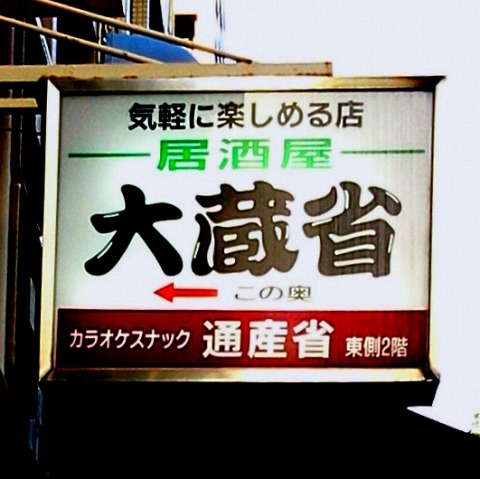 気軽に楽しめる店
居酒屋
大蔵省
← この奥
カラオケスナック 通産省 東側2階